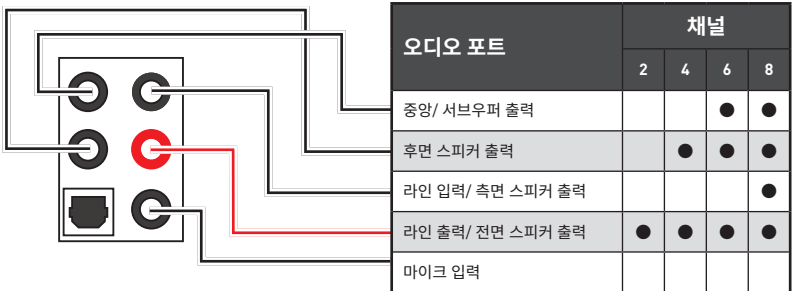 오디오 포트
채널
2 4 6 8
중앙/ 서브우퍼 출력 ● ●
후면 스피커 출력 ● ● ●
라인 입력/ 측면 스피커 출력 ●
라인 출력/ 전면 스피커 출력 ● ● ● ●
마이크 입력